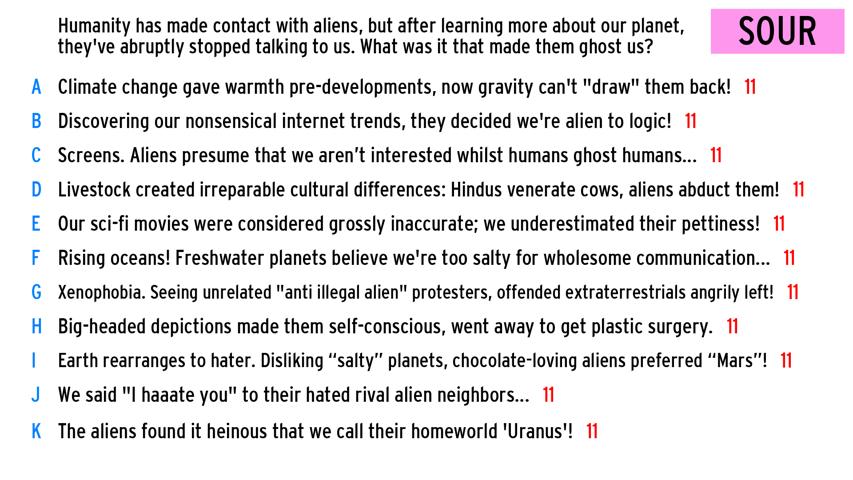 Humanity has made contact with aliens, but after learning more about our planet,
they've abruptly stopped talking to us. What was it that made them ghost us?
SOUR
A Climate change gave warmth pre-developments, now gravity can't "draw" them back! 11
B Discovering our nonsensical internet trends, they decided we're alien to logic! 11
C Screens. Aliens presume that we aren’t interested whilst humans ghost humans... 11
D Livestock created irreparable cultural differences: Hindus venerate cows, aliens abduct them! 11
E Our sci-fi movies were considered grossly inaccurate; we underestimated their pettiness! 11
F Rising oceans! Freshwater planets believe we're too salty for wholesome communication... 11
G Xenophobia. Seeing unrelated "anti illegal alien" protesters, offended extraterrestrials angrily left! 11
H Big-headed depictions made them self-conscious, went away to get plastic surgery. 11
I Earth rearranges to hater. Disliking “salty” planets, chocolate-loving aliens preferred “Mars”! 11
J We said "I haaate you" to their hated rival alien neighbors... 11
K The aliens found it heinous that we call their homeworld 'Uranus'! 11